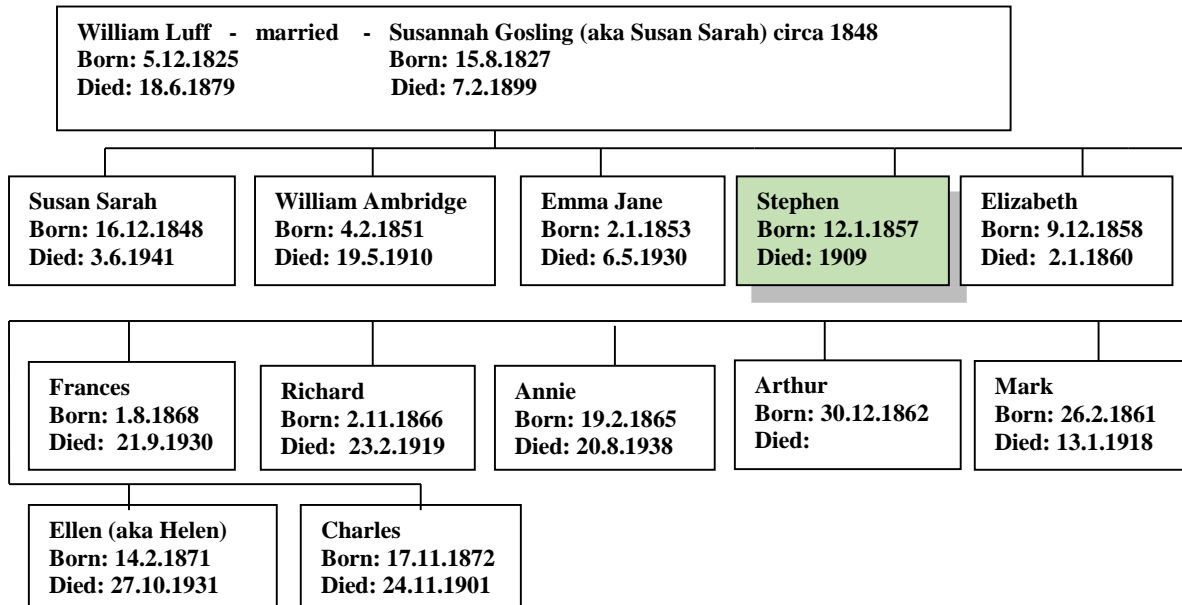 William Luff - married - Susannah Gosling (aka Susan Sarah) circa 1848
Born: 5.12.1825 Born: 15.8.1827
Died: 18.6.1879 Died: 7.2.1899
Susan Sarah
Born: 16.12.1848
Died: 3.6.1941
William Ambridge
Born: 4.2.1851
Died: 19.5.1910
Emma Jane
Born: 2.1.1853
Died: 6.5.1930
Stephen
Born: 12.1.1857
Died: 1909
Elizabeth
Born: 9.12.1858
Died: 2.1.1860
Frances
Born: 1.8.1868
Died: 21.9.1930
Richard
Born: 2.11.1866
Died: 23.2.1919
Annie
Born: 19.2.1865
Died: 20.8.1938
Arthur
Born: 30.12.1862
Died:
Mark
Born: 26.2.1861
Died: 13.1.1918
Ellen (aka Helen)
Born: 14.2.1871
Died: 27.10.1931
Charles
Born: 17.11.1872
Died: 24.11.1901